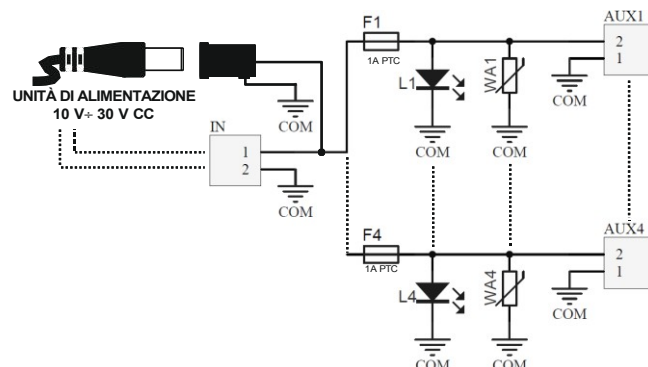 AUX1
F1
2
1A PTC
1
L1
WA1
COM
UNITÀ DI ALIMENTAZIONE
10 V÷ 30 V CC
COM
IN
COM
COM
1
2
COM
AUX4
F4
2
1A PTC
1
L4
WA4
COM
COM
COM